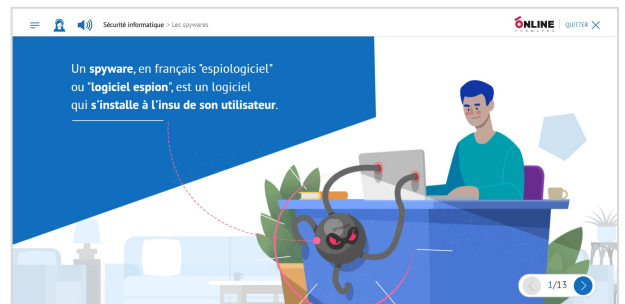 Sécurité informatique > Les spywares
ONLINE
QUITTER
Un spyware, en français "espiologiciel"
ou "logiciel espion", est un logiciel
qui s'installe à l'insu de son utilisateur.
1/13